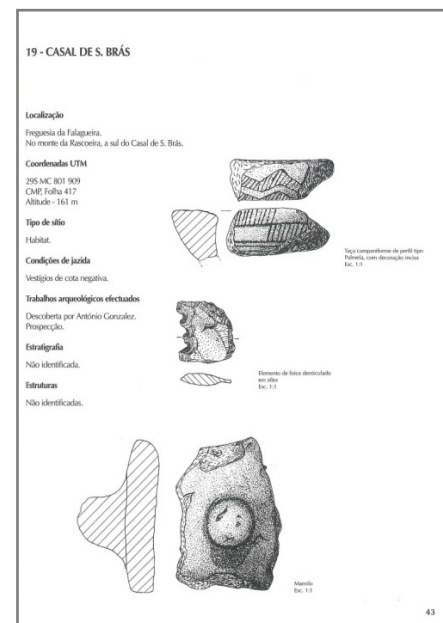 19 - CASAL DE S. BRÁS
Localização
Freguesia da Falagueira.
No monte da Rascoeira, a sul do Casal de S. Brás.
Coordenadas UTM
29S MC 801 909
CMP, Folha 417
Altitude - 161 m
Tipo de sítio
Habitat.
Condições de jazida
Vestígios de cota negativa.
Trabalhos arqueológicos efectuados
Descoberta por António Gonzalez.
Prospecção.
Estratigrafia
Não identificada.
Estruturas
Não identificadas.
Taça campaniforme de perfil tipo
Palmela, com decoração incisa
Esc. 1:1
Elemento de foice denticulado
em sílex
Esc. 1:1
Mamilo
Esc. 1:1
43